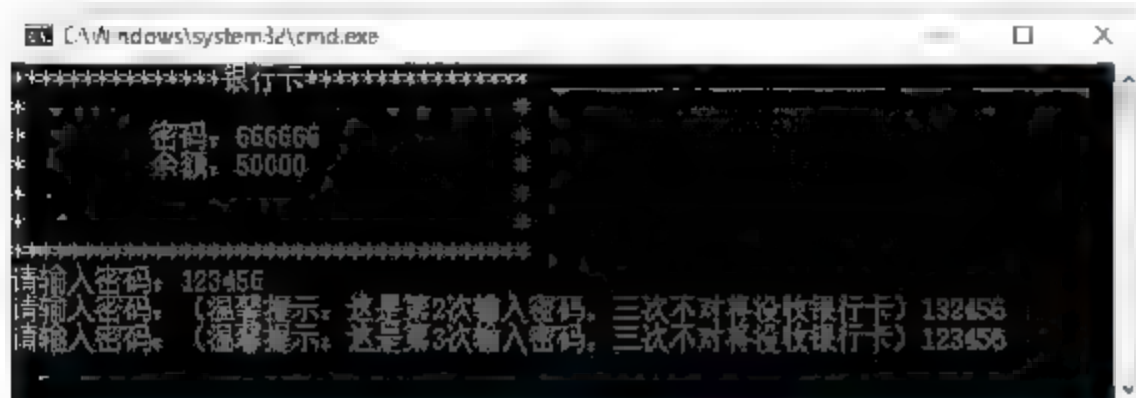 C:\Windows\system32\cmd.exe
********************银行卡********************
密码：666666
余额：50000
请输入密码：123456
请输入密码：（温馨提示：这是第2次输入密码，三次不对将没收银行卡）132456
请输入密码：（温馨提示：这是第3次输入密码，三次不对将没收银行卡）123456